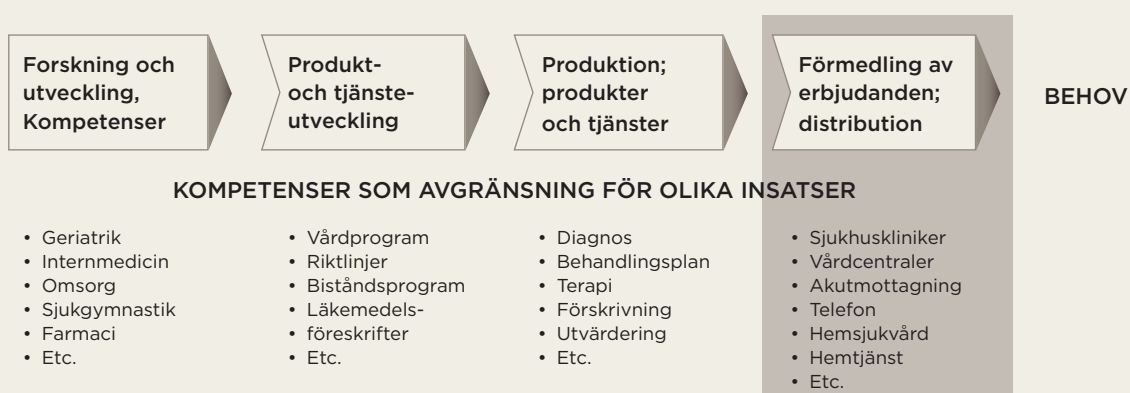 Forskning och
utveckling,
Kompetenser
Produkt-
och tjänste-
utveckling
Produktion;
produkter
och tjänster
Förmedling av
erbjudanden;
distribution
BEHOV
KOMPETENSER SOM AVGRÄNSNING FÖR OLIKA INSATSER
• Geriatrik
• Internmedicin
• Omsorg
• Sjukgymnastik
• Farmaci
• Etc.
• Vårdprogram
• Riktlinjer
• Biståndsprogram
• Läkemedels-
• föreskrifter
• Etc.
• Diagnos
• Behandlingsplan
• Terapi
• Förskrivning
• Utvärdering
• Etc.
• Sjukhuskliniker
• Vårdcentraler
• Akutmottagning
• Telefon
• Hemsjukvård
• Hemtjänst
• Etc.